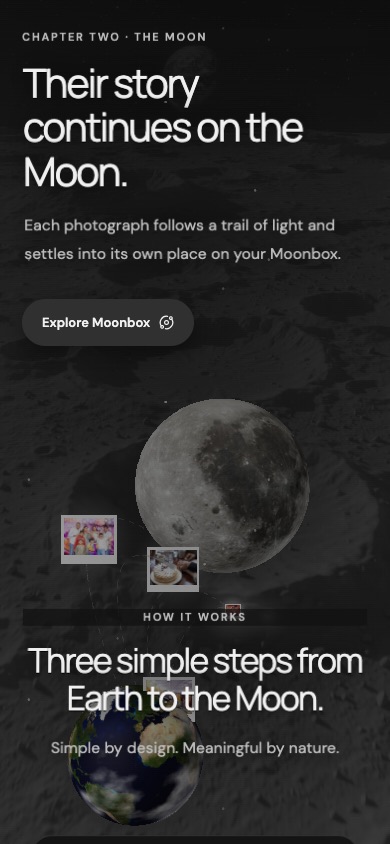 CHAPTER TWO · THE MOON
Their story
continues on the
Moon.
Each photograph follows a trail of light and
settles into its own place on your Moonbox.
Explore Moonbox
HOW IT WORKS
Three simple steps from
Earth to the Moon.
Simple by design. Meaningful by nature.